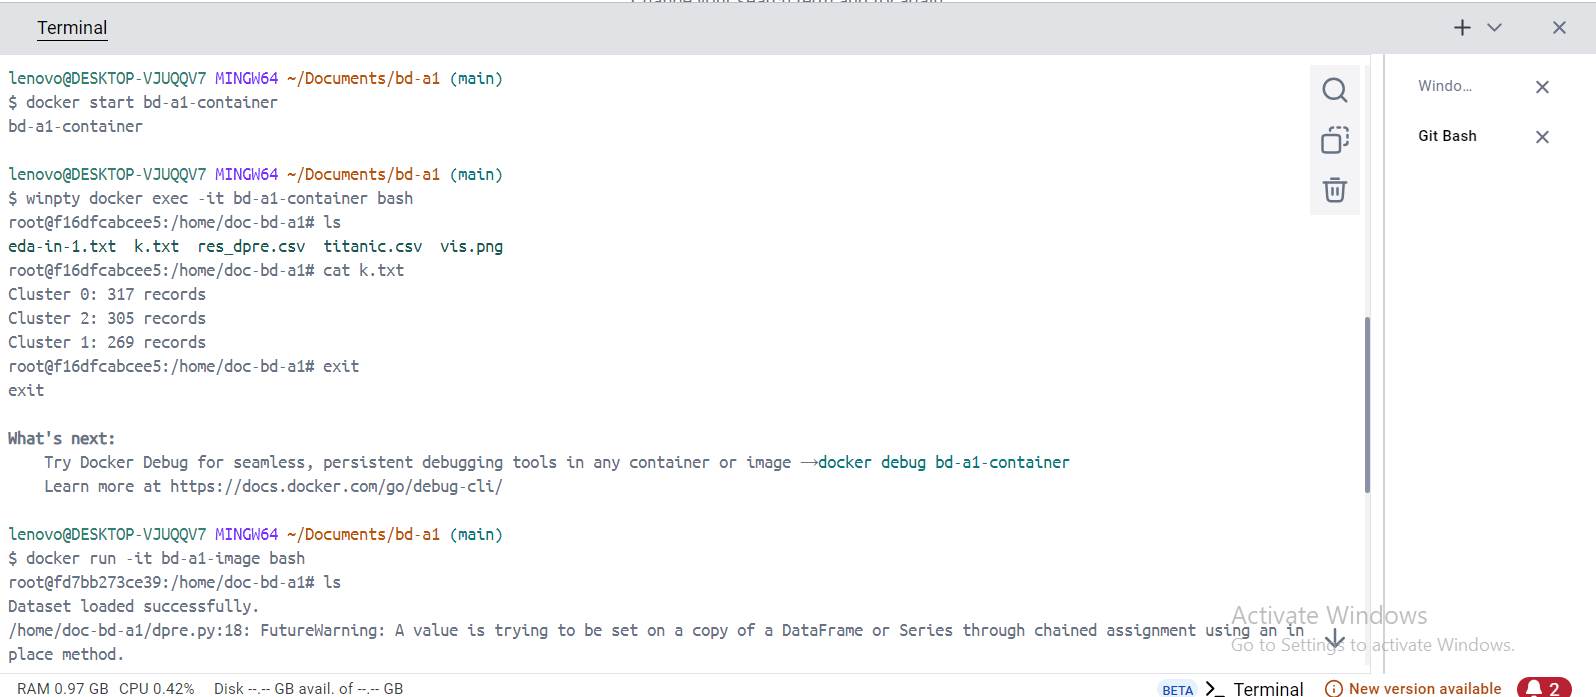 Terminal
lenovo@DESKTOP-VJUQQV7 MINGW64 ~/Documents/bd-a1 (main)
$ docker start bd-a1-container
bd-a1-container
lenovo@DESKTOP-VJUQQV7 MINGW64 ~/Documents/bd-a1 (main)
$ winpty docker exec -it bd-a1-container bash
root@f16dfcabcee5:/home/doc-bd-a1# ls
eda-in-1.txt  k.txt  res_dpre.csv  titanic.csv  vis.png
root@f16dfcabcee5:/home/doc-bd-a1# cat k.txt
Cluster 0: 317 records
Cluster 2: 305 records
Cluster 1: 269 records
root@f16dfcabcee5:/home/doc-bd-a1# exit
exit
What's next:
Try Docker Debug for seamless, persistent debugging tools in any container or image →docker debug bd-a1-container
Learn more at https://docs.docker.com/go/debug-cli/
lenovo@DESKTOP-VJUQQV7 MINGW64 ~/Documents/bd-a1 (main)
$ docker run -it bd-a1-image bash
root@fd7bb273ce39:/home/doc-bd-a1# ls
Dataset loaded successfully.
/home/doc-bd-a1/dpre.py:18: FutureWarning: A value is trying to be set on a copy of a DataFrame or Series through chained assignment using an in
place method.
Windo...
Git Bash
Activate Windows
Go to Settings to activate Windows.
RAM 0.97 GB CPU 0.42% Disk --.-- GB avail. of --.-- GB
BETA >_ Terminal
New version available
2